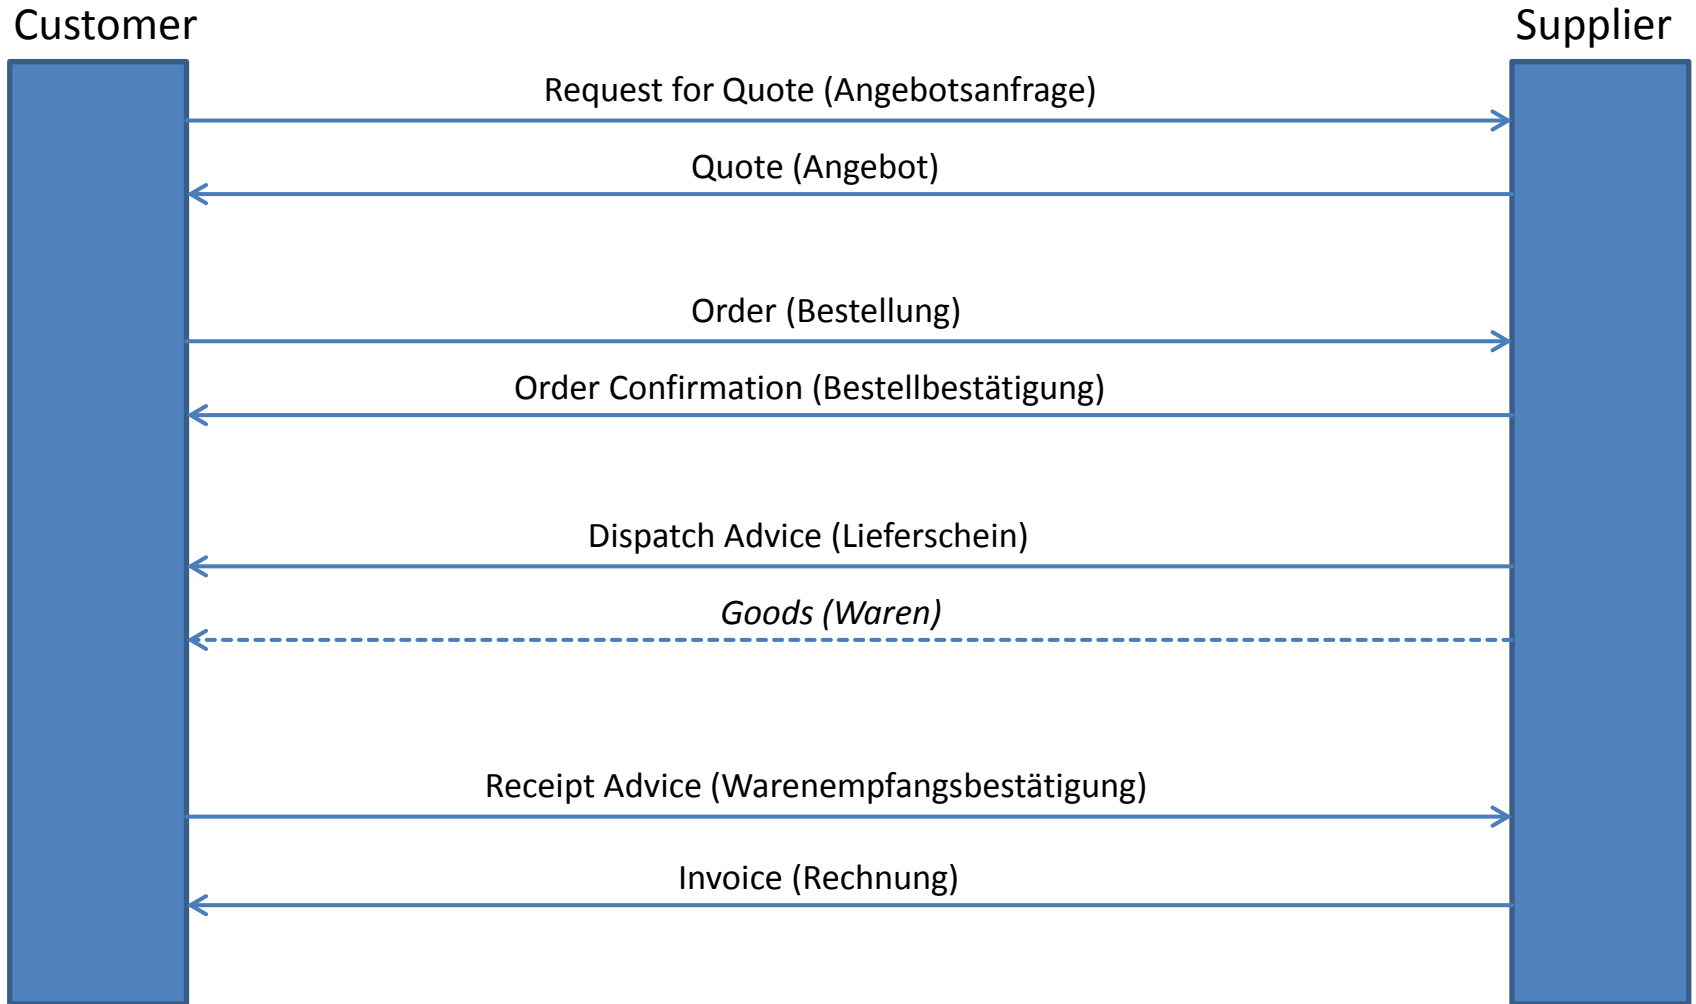 Customer
Supplier
Request for Quote (Angebotsanfrage)
Quote (Angebot)
Order (Bestellung)
Order Confirmation (Bestellbestätigung)
Dispatch Advice (Lieferschein)
Goods (Waren)
Receipt Advice (Warenempfangsbestätigung)
Invoice (Rechnung)